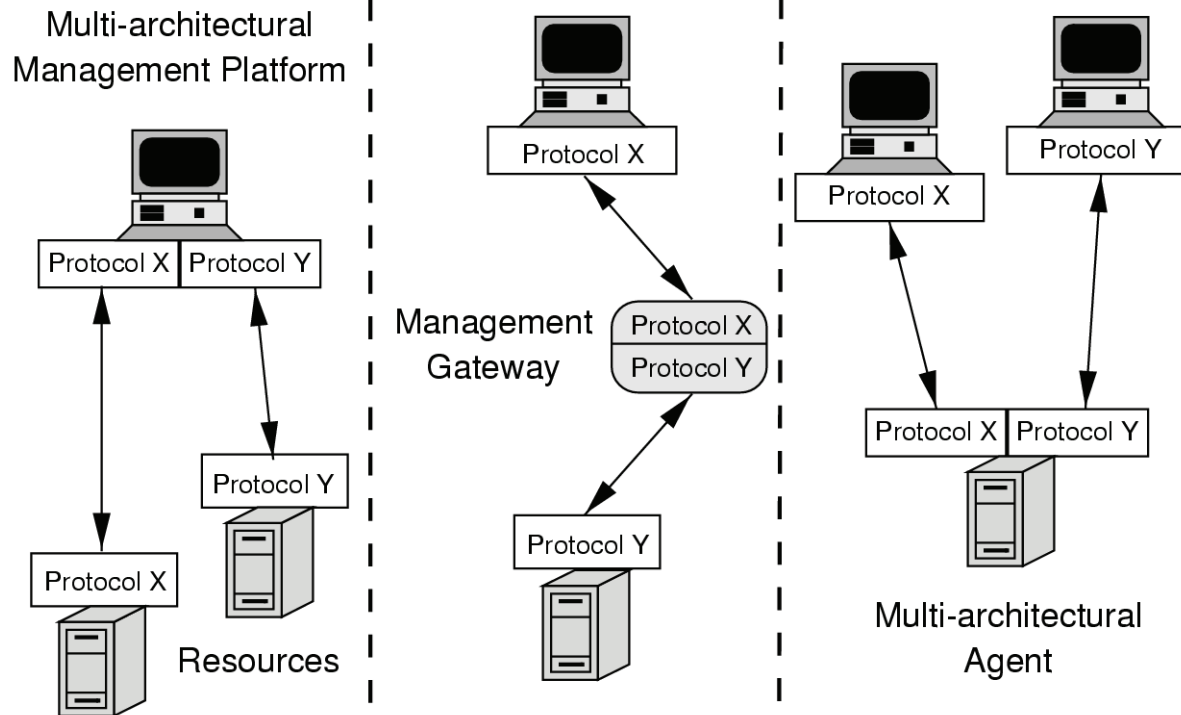 Multi-architectural
Management Platform
Protocol X
Protocol Y
Protocol Y
Protocol X
Resources
Protocol X
Management
Gateway
Protocol X
Protocol Y
Protocol Y
Protocol X
Protocol Y
Protocol X
Protocol Y
Multi-architectural
Agent